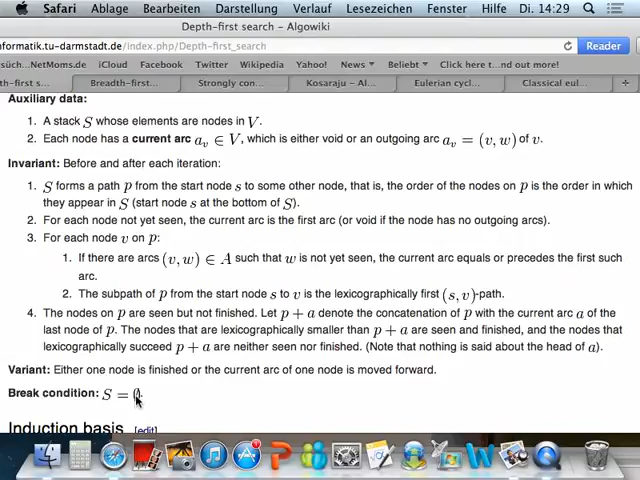 Safari Ablage Bearbeiten Darstellung Verlauf Fenster Hilfe Di. 14:29
Depth-first search - Algowiki
nformatik.tu-darmstadt.de/index.php/Depth-first_search Reader
süch...NetMoms.de iCloud Facebook Twitter Wikipedia Yahoo! News Beliebt Click here t...nd out more!
th-first s... Breadth-first... Strongly con... Kosaraju – Al... Eulerian cycl... Classical eul...
Auxiliary data:
1. A stack S whose elements are nodes in V.
2. Each node has a current arc a_v ∈ V, which is either void or an outgoing arc a_v = (v, w) of v.
Invariant: Before and after each iteration:
1. S forms a path p from the start node s to some other node, that is, the order of the nodes on p is the order in which
they appear in S (start node s at the bottom of S).
2. For each node not yet seen, the current arc is the first arc (or void if the node has no outgoing arcs).
3. For each node v on p:
1. If there are arcs (v, w) ∈ A such that w is not yet seen, the current arc equals or precedes the first such
arc.
2. The subpath of p from the start node s to v is the lexicographically first (s, v)-path.
4. The nodes on p are seen but not finished. Let p + a denote the concatenation of p with the current arc a of the
last node of p. The nodes that are lexicographically smaller than p + a are seen and finished, and the nodes that
lexicographically succeed p + a are neither seen nor finished. (Note that nothing is said about the head of a).
Variant: Either one node is finished or the current arc of one node is moved forward.
Break condition: S = ∅.
Induction basis [edit]